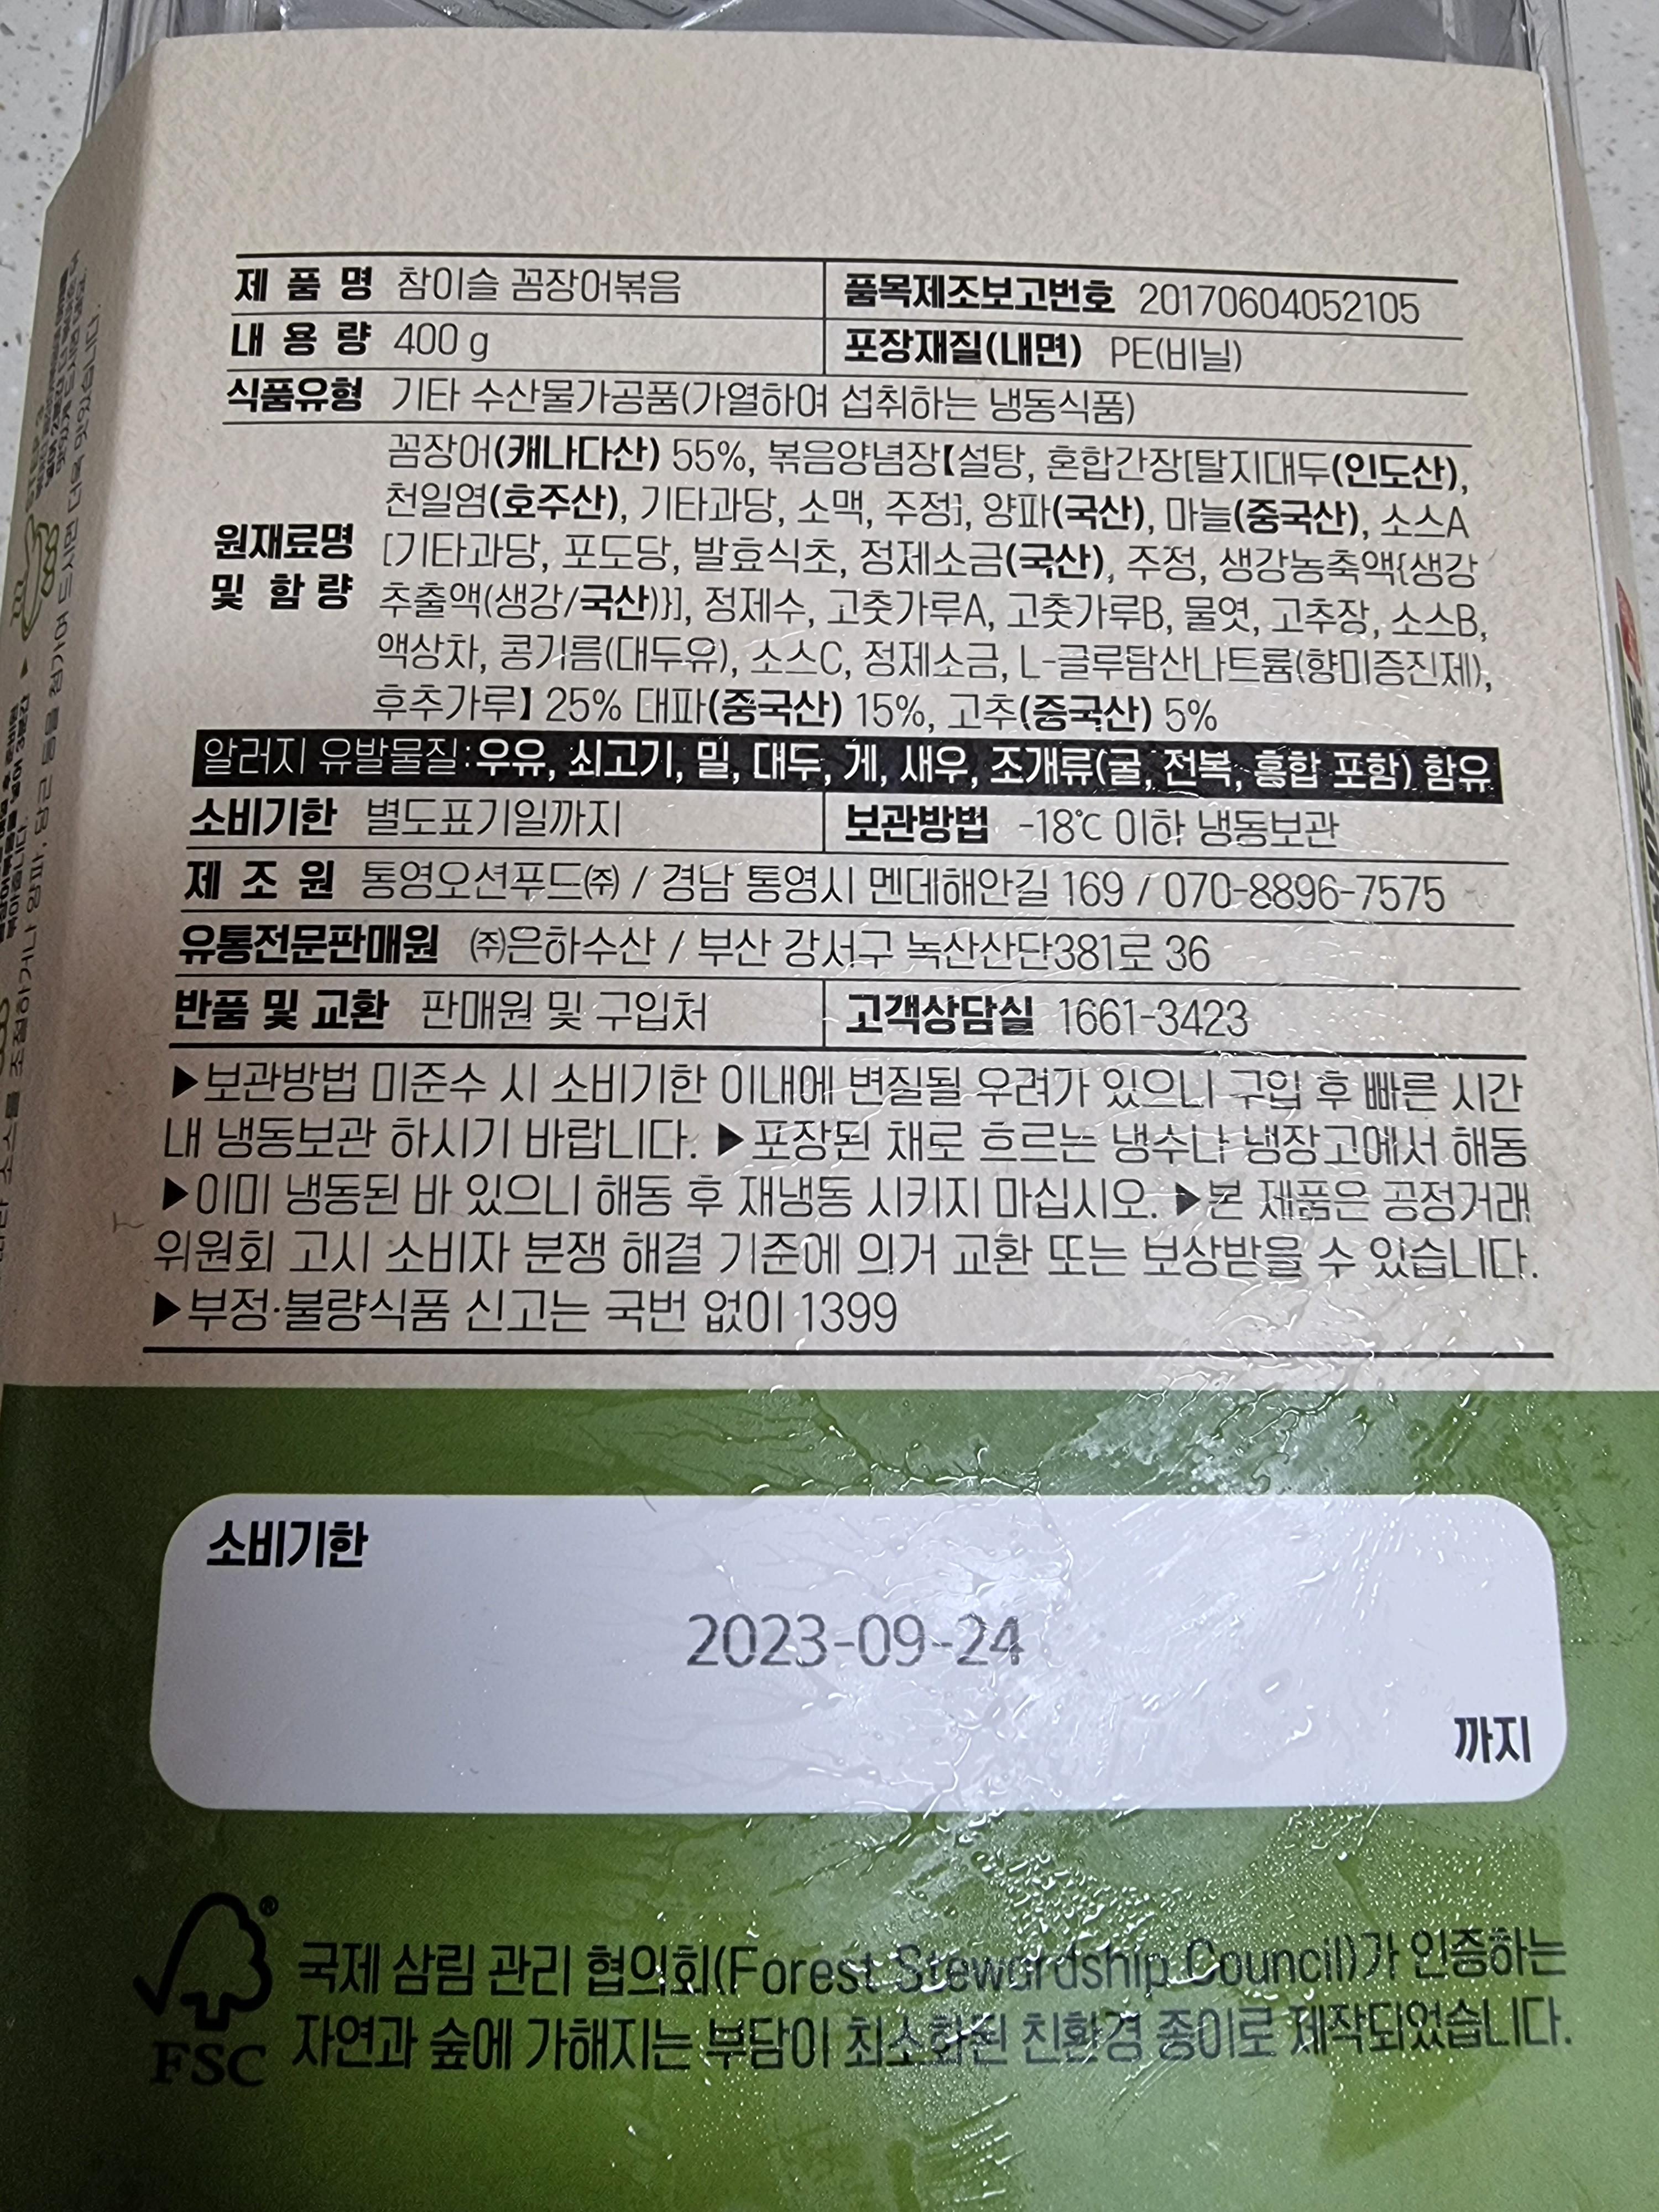 제 품 명 참이슬 꼼장어볶음 품목제조보고번호 20170604052105
내 용 량 400 g 포장재질(내면) PE(비닐)
식품유형 기타 수산물가공품(가열하여 섭취하는 냉동식품)
원재료명 및 함량
꼼장어(캐나다산) 55%, 볶음양념장【설탕, 혼합간장[탈지대두(인도산),
천일염(호주산), 기타과당, 소맥, 주정], 양파(국산), 마늘(중국산), 소스A
[기타과당, 포도당, 발효식초, 정제소금(국산), 주정, 생강농축액{생강
추출액(생강/국산)}], 정제수, 고춧가루A, 고춧가루B, 물엿, 고추장, 소스B,
액상차, 콩기름(대두유), 소스C, 정제소금, L-글루탐산나트륨(향미증진제),
후추가루】 25% 대파(중국산) 15%, 고추(중국산) 5%
알러지 유발물질:우유, 쇠고기, 밀, 대두, 게, 새우, 조개류(굴, 전복, 홍합 포함) 함유
소비기한 별도표기일까지 보관방법 -18℃ 이하 냉동보관
제 조 원 통영오션푸드㈜ / 경남 통영시 멘데해안길 169 / 070-8896-7575
유통전문판매원 ㈜은하수산 / 부산 강서구 녹산산단381로 36
반품 및 교환 판매원 및 구입처 고객상담실 1661-3423
▶보관방법 미준수 시 소비기한 이내에 변질될 우려가 있으니 구입 후 빠른 시간
내 냉동보관 하시기 바랍니다. ▶포장된 채로 흐르는 냉수나 냉장고에서 해동
▶이미 냉동된 바 있으니 해동 후 재냉동 시키지 마십시오. ▶본 제품은 공정거래
위원회 고시 소비자 분쟁 해결 기준에 의거 교환 또는 보상받을 수 있습니다.
▶부정·불량식품 신고는 국번 없이 1399
소비기한
2023-09-24
까지
국제 삼림 관리 협의회(Forest Stewardship Council)가 인증하는
자연과 숲에 가해지는 부담이 최소화된 친환경 종이로 제작되었습니다.
FSC